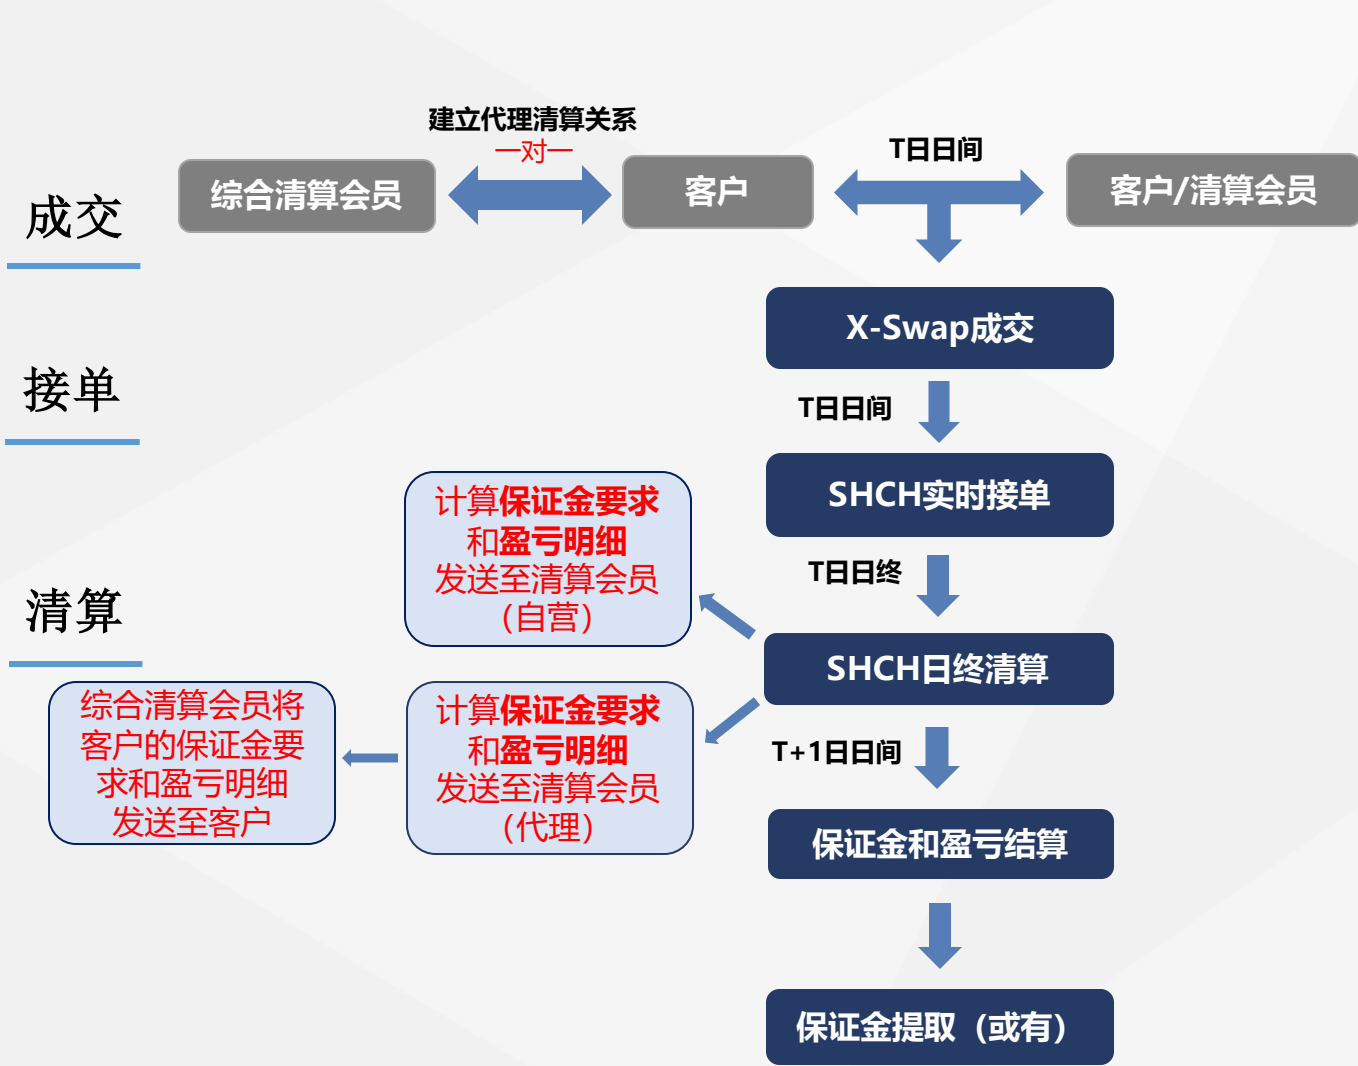 建立代理清算关系
一对一
T日日间
综合清算会员
客户
客户/清算会员
成交
X-Swap成交
接单
T日日间
SHCH实时接单
计算保证金要求
和盈亏明细
发送至清算会员
（自营）
T日日终
清算
SHCH日终清算
综合清算会员将
客户的保证金要
求和盈亏明细
发送至客户
计算保证金要求
和盈亏明细
发送至清算会员
（代理）
T+1日日间
保证金和盈亏结算
保证金提取（或有）